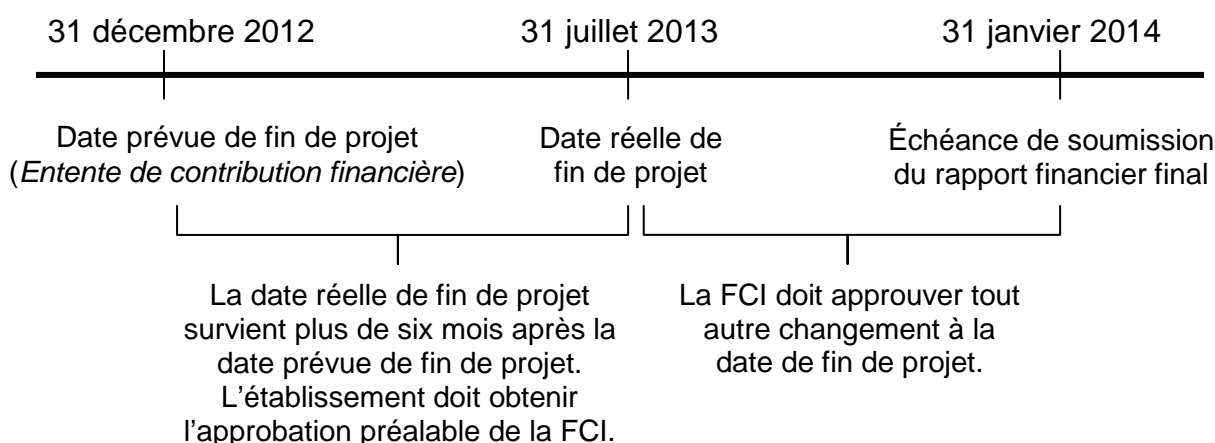 31 décembre 2012
31 juillet 2013
31 janvier 2014
Date prévue de fin de projet
(Entente de contribution financière)
Date réelle de
fin de projet
Échéance de soumission
du rapport financier final
La date réelle de fin de projet
survient plus de six mois après la
date prévue de fin de projet.
L'établissement doit obtenir
l'approbation préalable de la FCI.
La FCI doit approuver tout
autre changement à la
date de fin de projet.